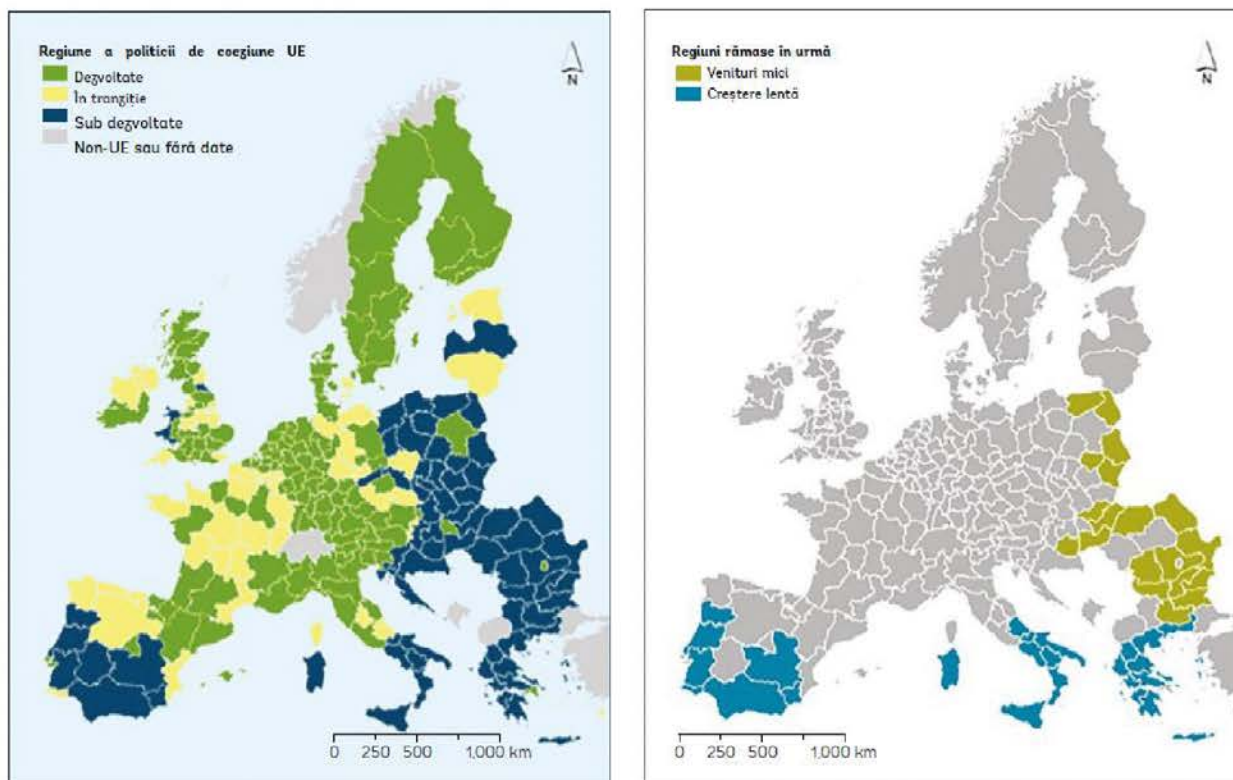 Regiune a politicii de coeziune UE
Dezvoltate
În tranziție
Sub dezvoltate
Non-UE sau fără date
N
0 250 500 1,000 km
Regiuni rămase în urmă
Venituri mici
Creștere lentă
N
0 250 500 1,000 km